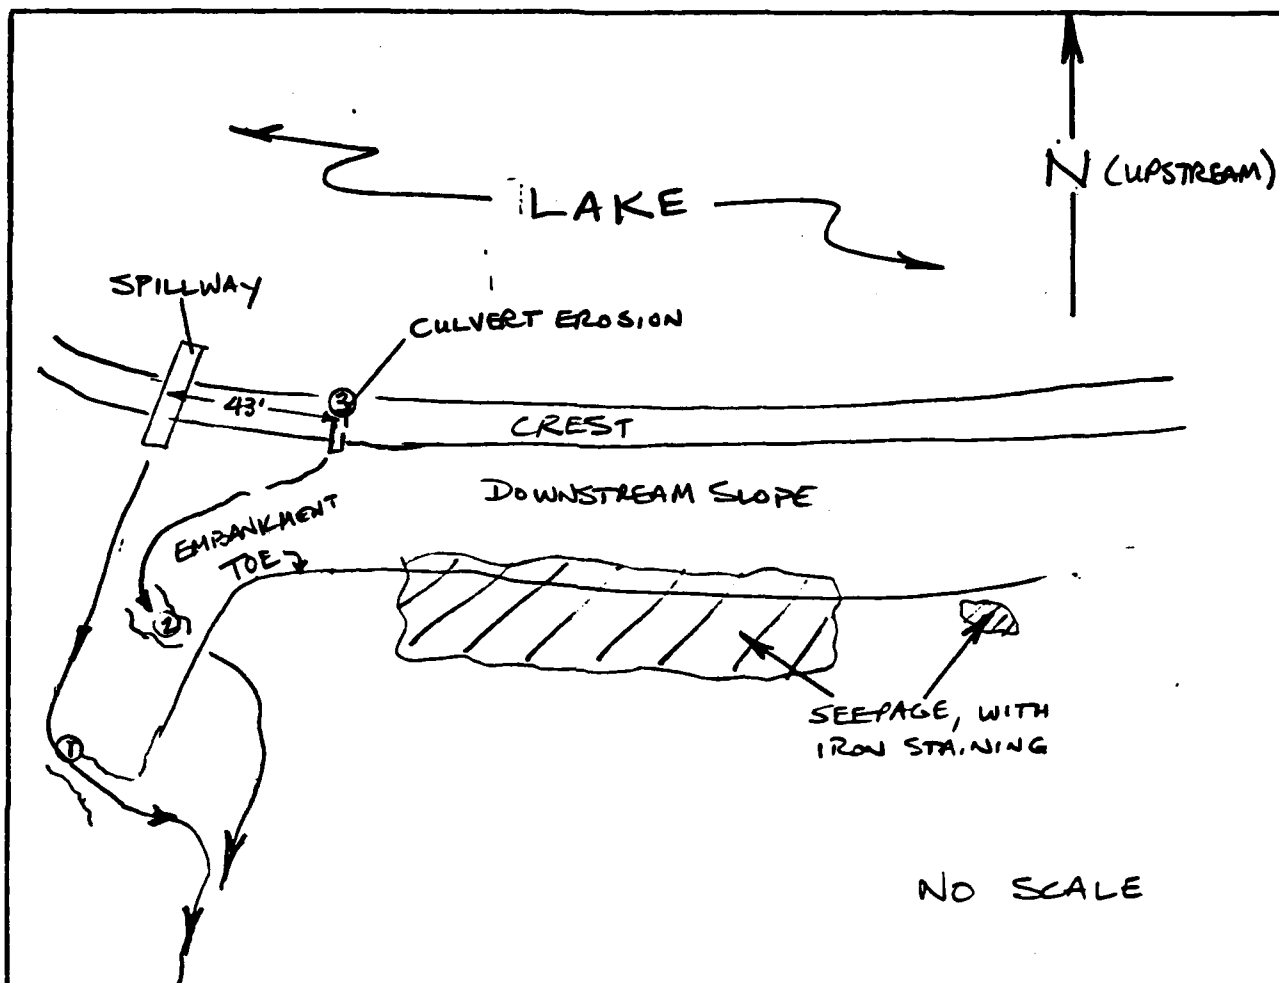 N (UPSTREAM)
LAKE
SPILLWAY
CULVERT EROSION
43'
3
CREST
DOWNSTREAM SLOPE
EMBANKMENT
TOE
2
1
SEEPAGE, WITH
IRON STAINING
NO SCALE